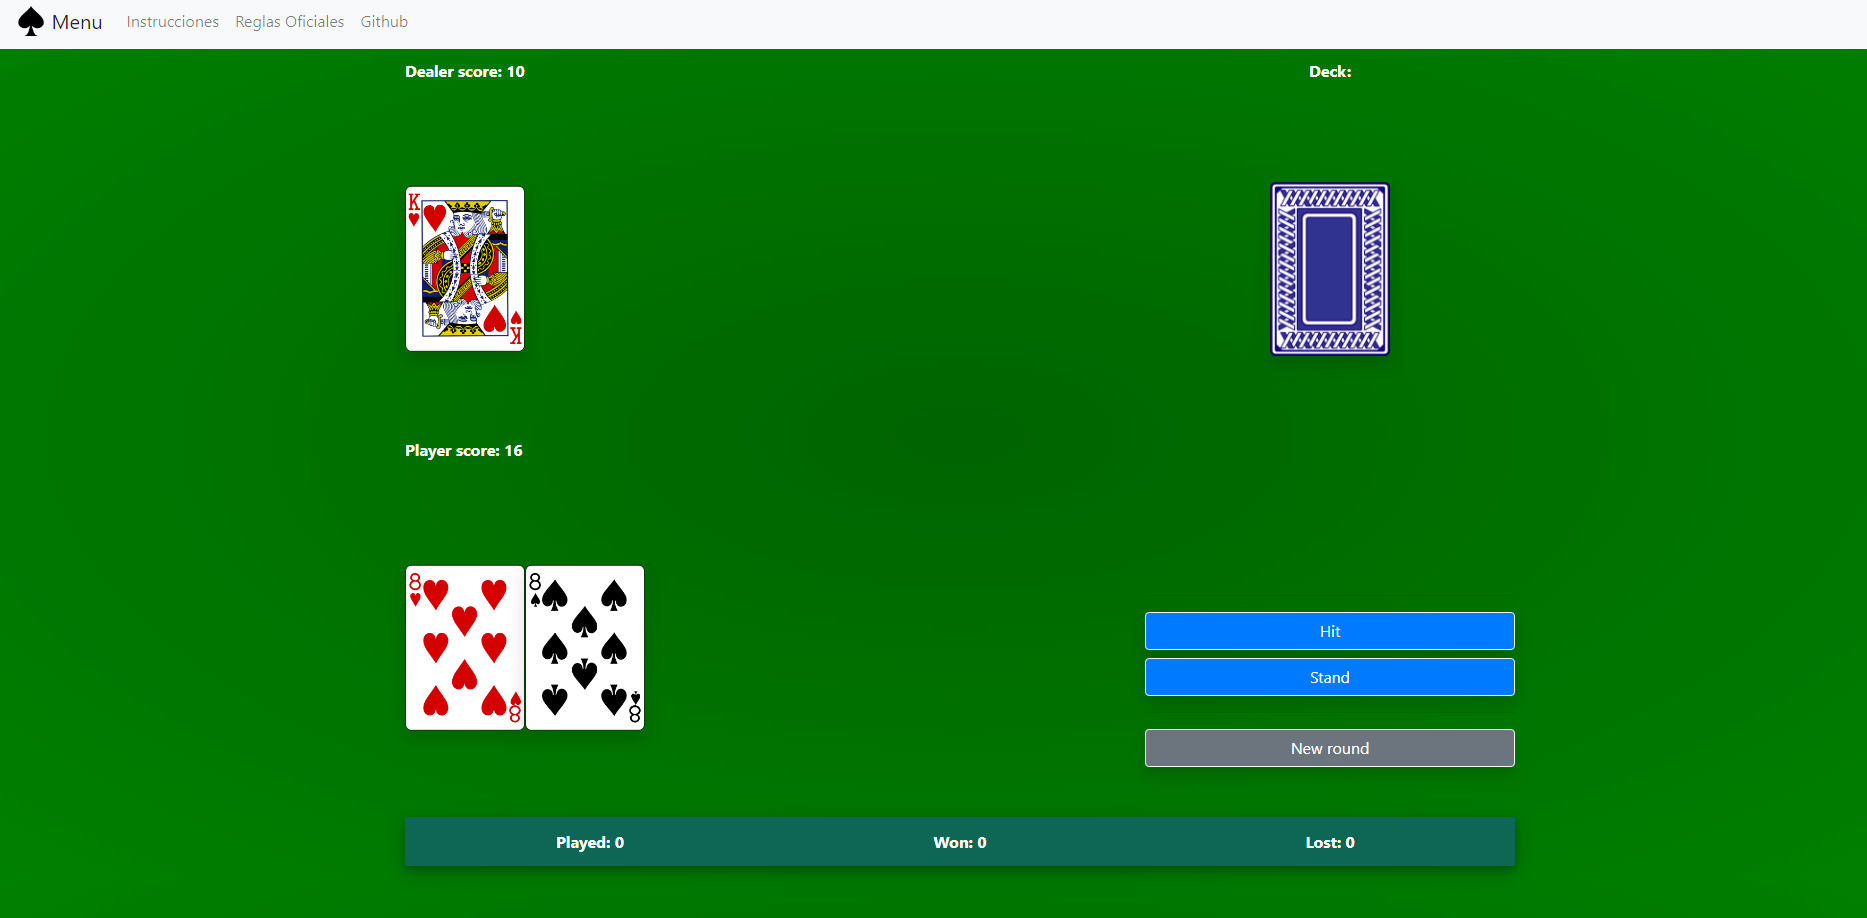 Menu Instrucciones Reglas Oficiales Github
Dealer score: 10
Deck:
K
K
Player score: 16
8
8
8
8
Hit
Stand
New round
Played: 0
Won: 0
Lost: 0